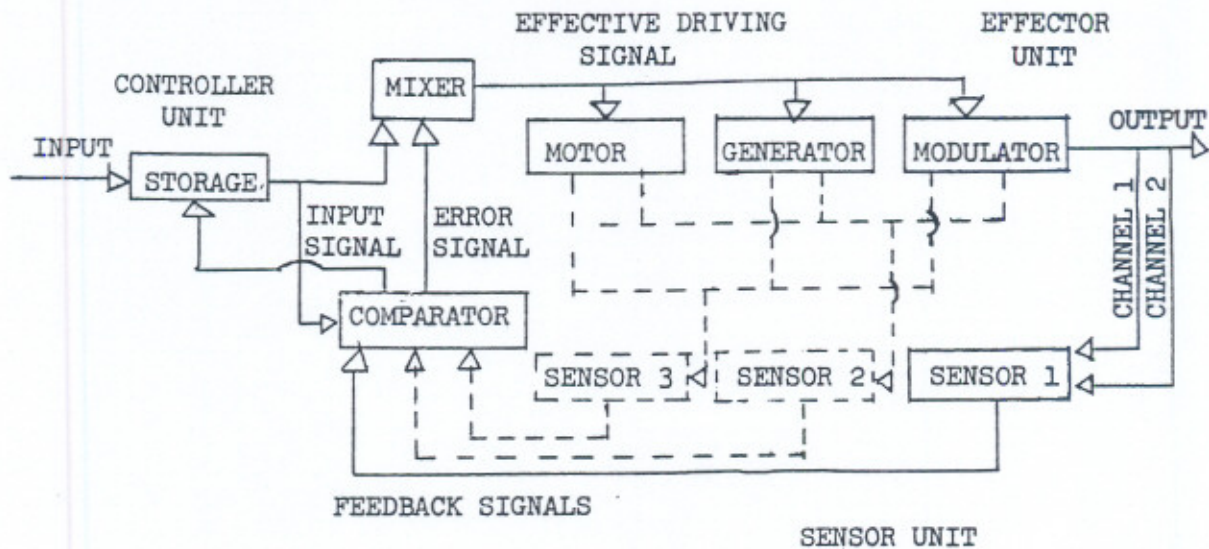 EFFECTIVE DRIVING
SIGNAL
EFFECTOR
UNIT
CONTROLLER
UNIT
MIXER
INPUT
STORAGE
MOTOR
GENERATOR
MODULATOR
OUTPUT
INPUT
SIGNAL
ERROR
SIGNAL
CHANNEL 1
CHANNEL 2
COMPARATOR
SENSOR 3
SENSOR 2
SENSOR 1
FEEDBACK SIGNALS
SENSOR UNIT